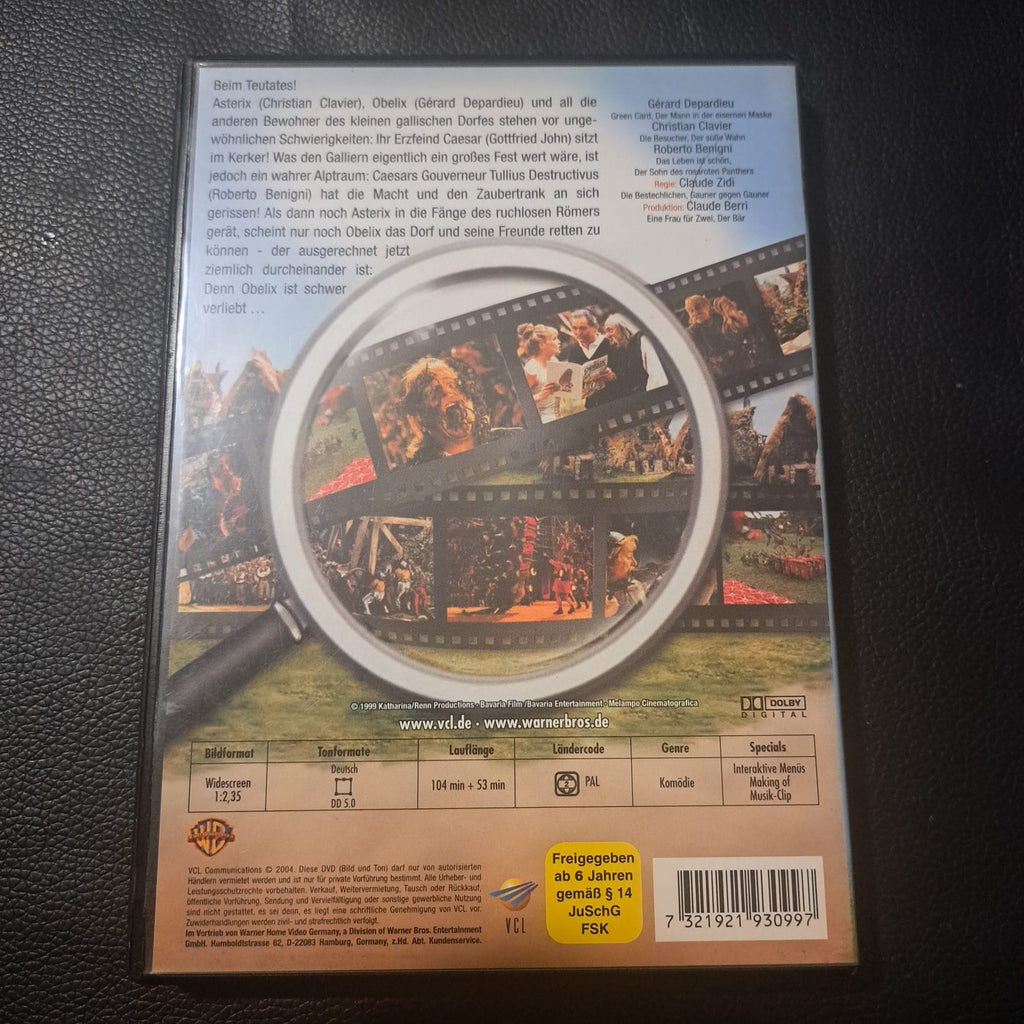 Beim Teutates!
Asterix (Christian Clavier), Obelix (Gérard Depardieu) und all die
anderen Bewohner des kleinen gallischen Dorfes stehen vor unge-
wöhnlichen Schwierigkeiten: Ihr Erzfeind Caesar (Gottfried John) sitzt
im Kerker! Was den Galliern eigentlich ein großes Fest wert wäre, ist
jedoch ein wahrer Alptraum: Caesars Gouverneur Tullius Destructivus
(Roberto Benigni) hat die Macht und den Zaubertrank an sich
gerissen! Als dann noch Asterix in die Fänge des ruchlosen Römers
gerät, scheint nur noch Obelix das Dorf und seine Freunde retten zu
können - der ausgerechnet jetzt
ziemlich durcheinander ist:
Denn Obelix ist schwer
verliebt ...
Gérard Depardieu
Green Card, Der Mann in der eisernen Maske
Christian Clavier
Die Besucher, Der süße Wahn
Roberto Benigni
Das Leben ist schön,
Der Sohn des rosaroten Panthers
Regie: Claude Zidi
Die Bestechlichen, Gauner gegen Gauner
Produktion: Claude Berri
Eine Frau für Zwei, Der Bär
© 1999 Katharina/Renn Productions - Bavaria Film /Bavaria Entertainment - Melampo Cinematografica
www.vcl.de · www.warnerbros.de
DOLBY
DIGITAL
Bildformat Tonformate Lauflänge Ländercode Genre Specials
Widescreen
1:2,35
Deutsch
DD 5.0
104 min + 53 min
2 PAL
Komödie
Interaktive Menüs
Making of
Musik-Clip
WB
VCL Communications © 2004. Diese DVD (Bild und Ton) darf nur von autorisierten
Händlern vermietet werden und ist nur für private Vorführung bestimmt. Alle Urheber- und
Leistungsschutzrechte vorbehalten. Verkauf, Weitervermietung, Tausch oder Rückkauf,
öffentliche Vorführung, Sendung und Vervielfältigung oder sonstige gewerbliche Nutzung
sind nicht gestattet, es sei denn, es liegt eine schriftliche Genehmigung von VCL vor.
Zuwiderhandlungen werden zivil- und strafrechtlich verfolgt.
Im Vertrieb von Warner Home Video Germany, a Division of Warner Bros. Entertainment
GmbH. Humboldtstrasse 62, D-22083 Hamburg, Germany, z.Hd. Abt. Kundenservice.
VCL
Freigegeben
ab 6 Jahren
gemäß § 14
JuSchG
FSK
7 321921 930997